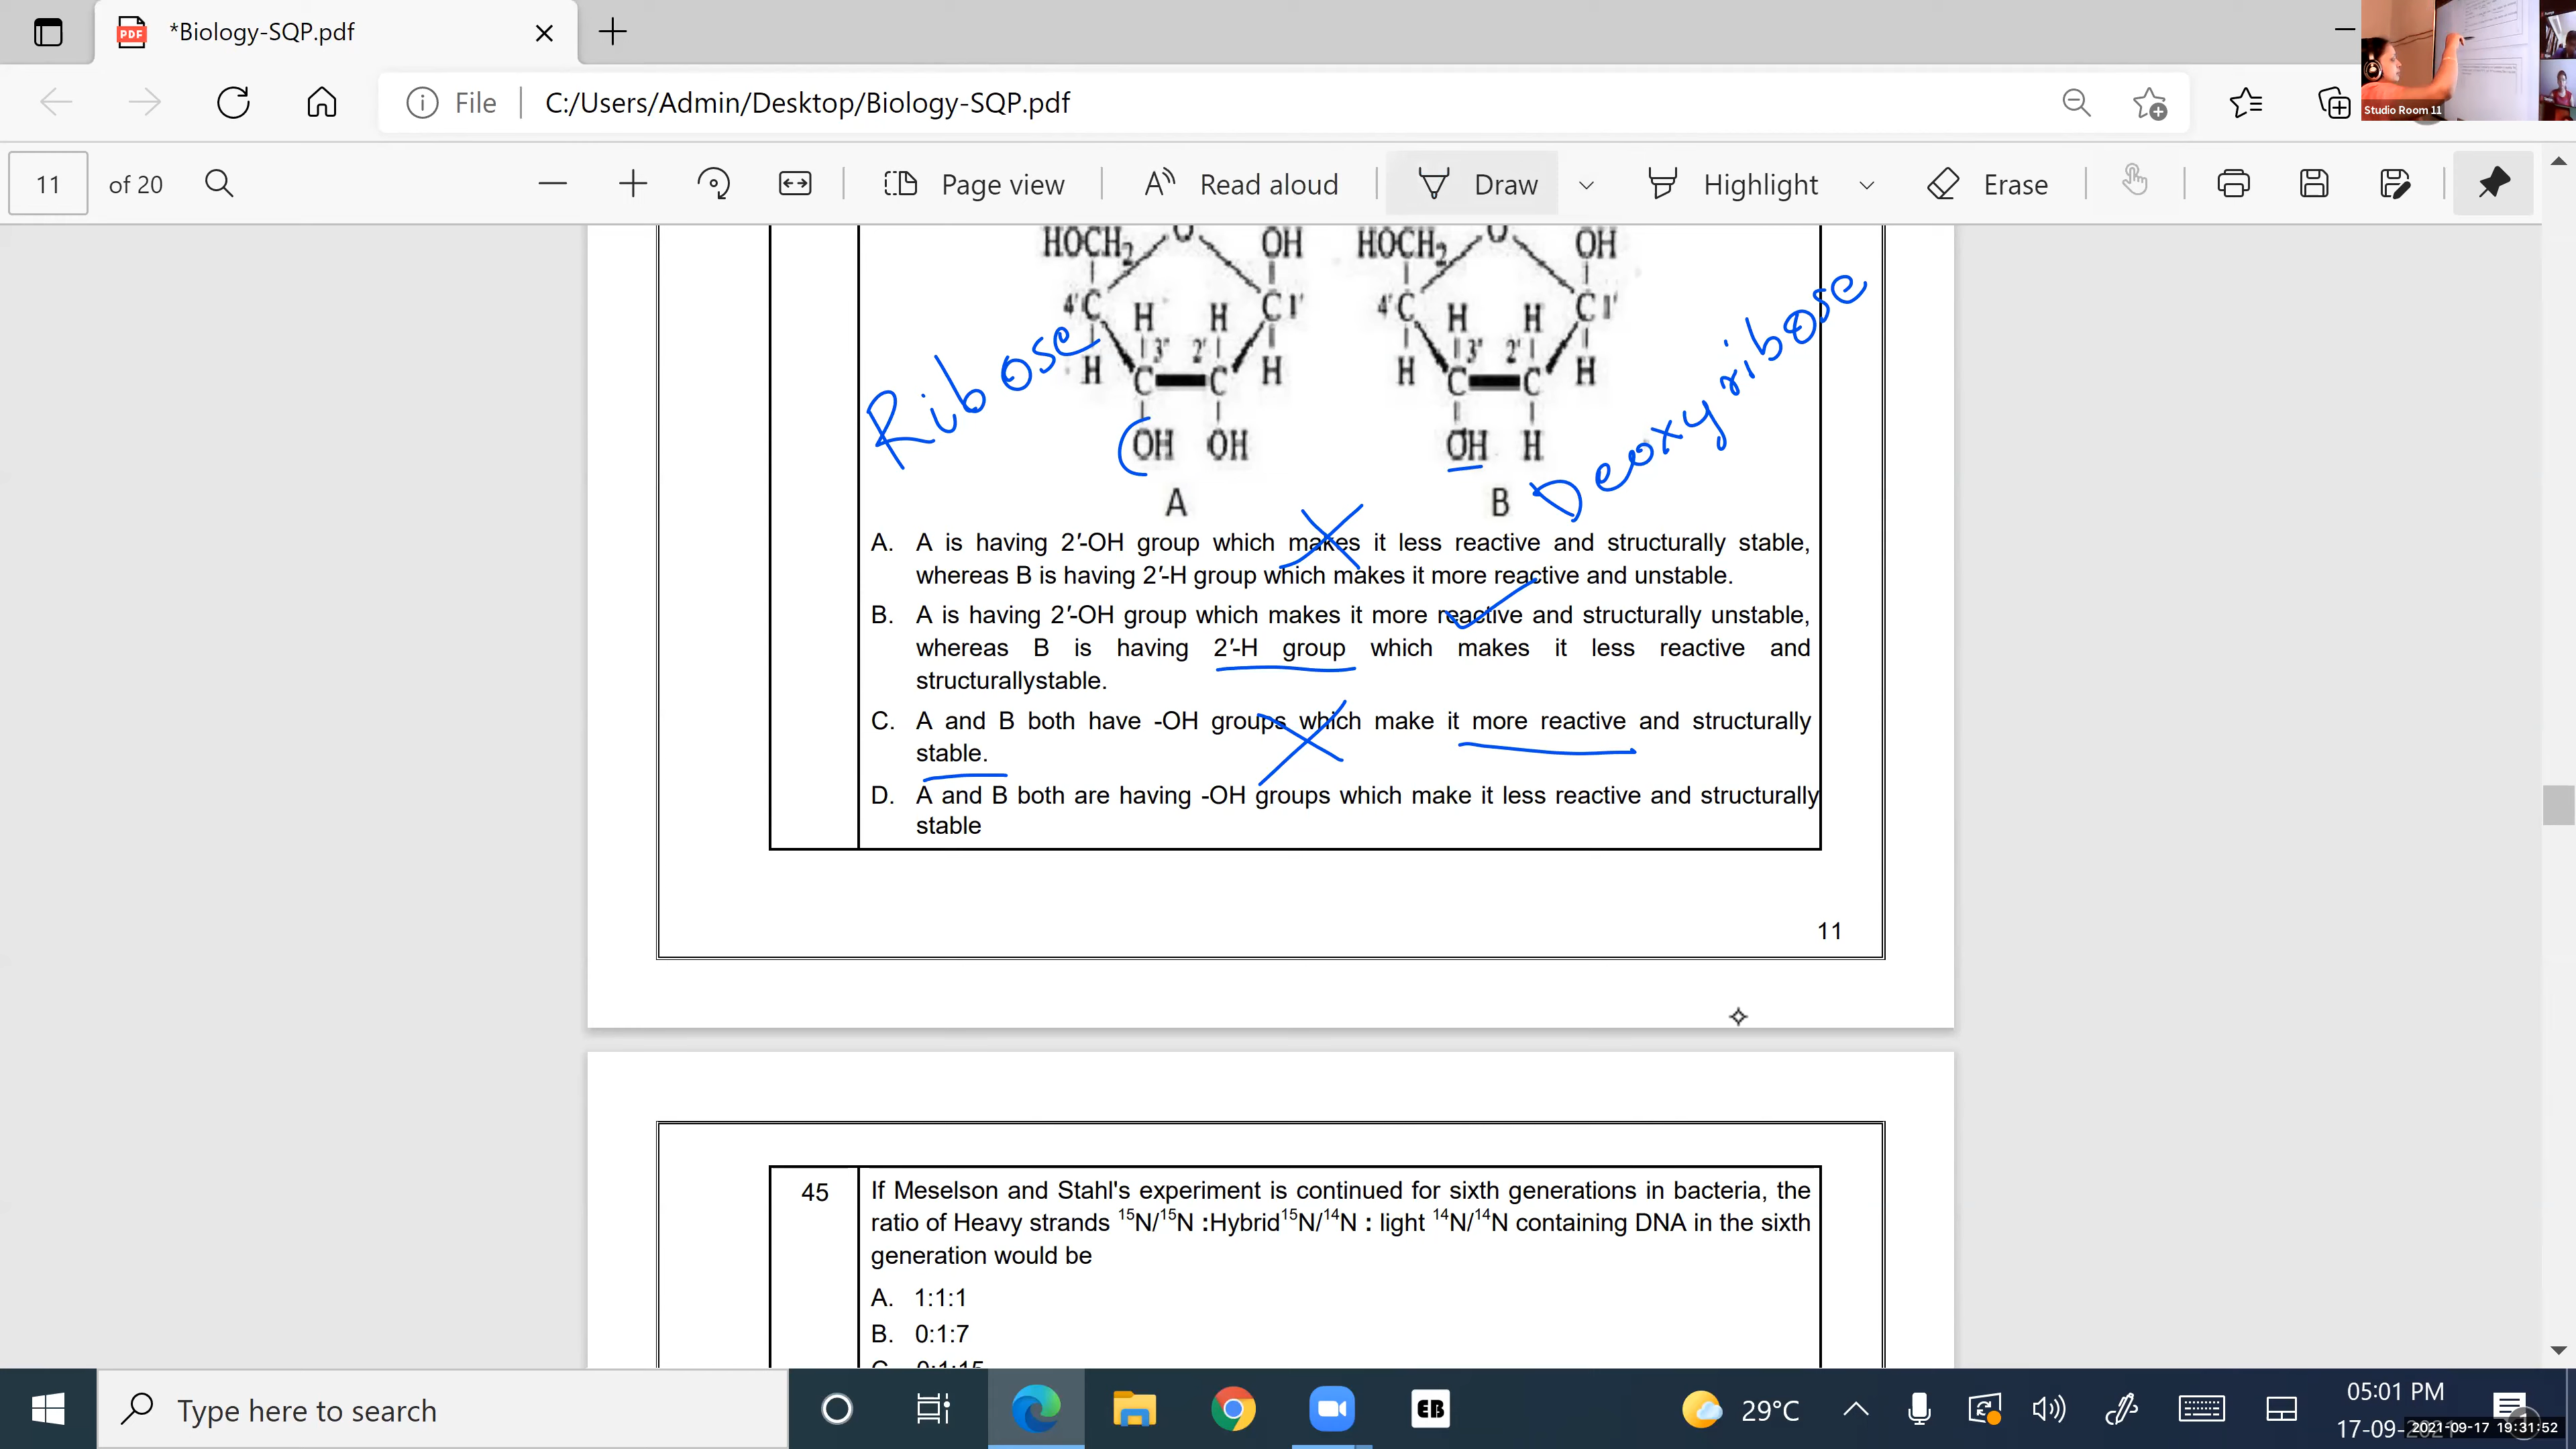 *Biology-SQP.pdf
File C:/Users/Admin/Desktop/Biology-SQP.pdf
Studio Room 11
11 of 20 Page view Read aloud Draw Highlight Erase
HOCH2 O OH HOCH2 O OH
4' C H H C 1' 4' C H H C 1'
H 3' 2' H H 3' 2' H
C C C C
OH OH OH H
Ribose
Deoxyribose
A B
A. A is having 2′-OH group which makes it less reactive and structurally stable,
whereas B is having 2′-H group which makes it more reactive and unstable.
B. A is having 2′-OH group which makes it more reactive and structurally unstable,
whereas B is having 2′-H group which makes it less reactive and
structurallystable.
C. A and B both have -OH groups which make it more reactive and structurally
stable.
D. A and B both are having -OH groups which make it less reactive and structurally
stable
11
45 If Meselson and Stahl's experiment is continued for sixth generations in bacteria, the
ratio of Heavy strands 15N/15N :Hybrid15N/14N : light 14N/14N containing DNA in the sixth
generation would be
A. 1:1:1
B. 0:1:7
C. 0:1:15
Type here to search
EB
29°C
05:01 PM
17-09-
2021-09-17 19:31:52